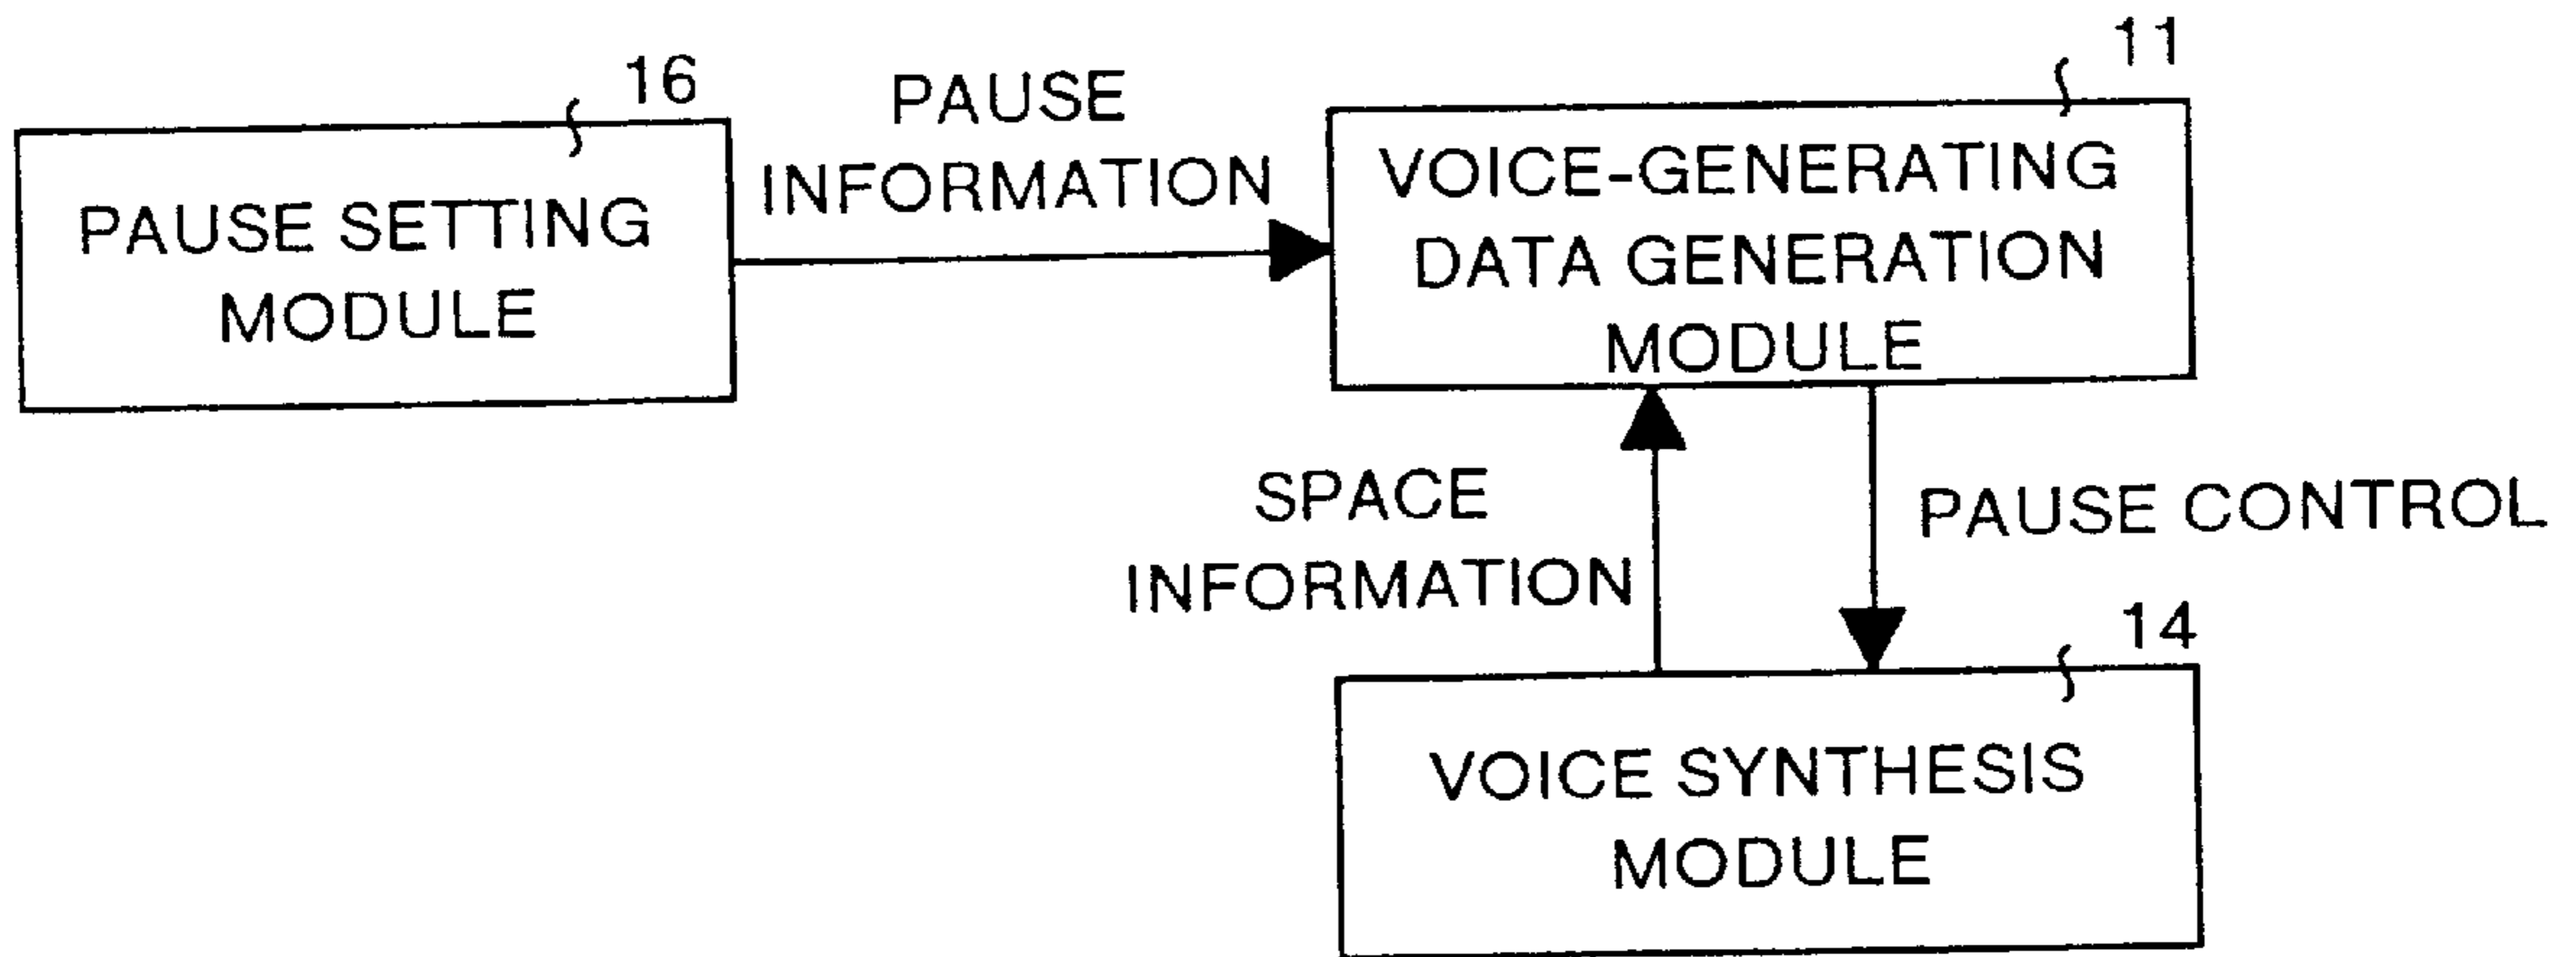 16
PAUSE SETTING
MODULE
PAUSE
INFORMATION
11
VOICE-GENERATING
DATA GENERATION
MODULE
SPACE
INFORMATION
PAUSE CONTROL
14
VOICE SYNTHESIS
MODULE